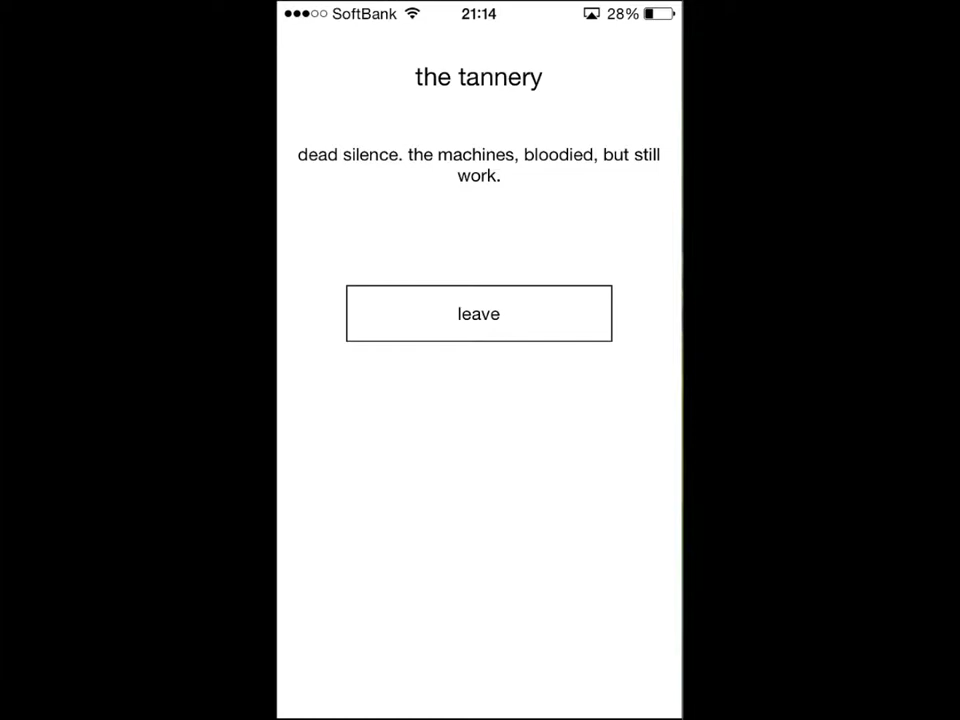 SoftBank 21:14 28%
the tannery
dead silence. the machines, bloodied, but still
work.
leave